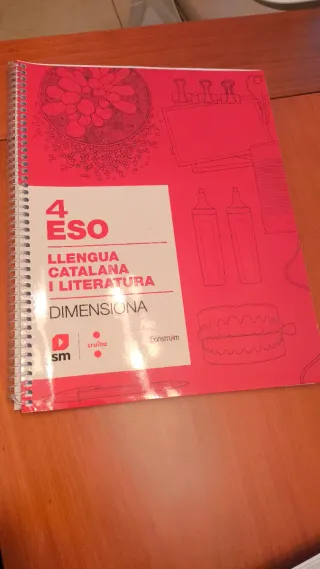 4
ESO
LLENGUA
CATALANA
I LITERATURA
DIMENSIONA
sm
cruïlla
Construïm